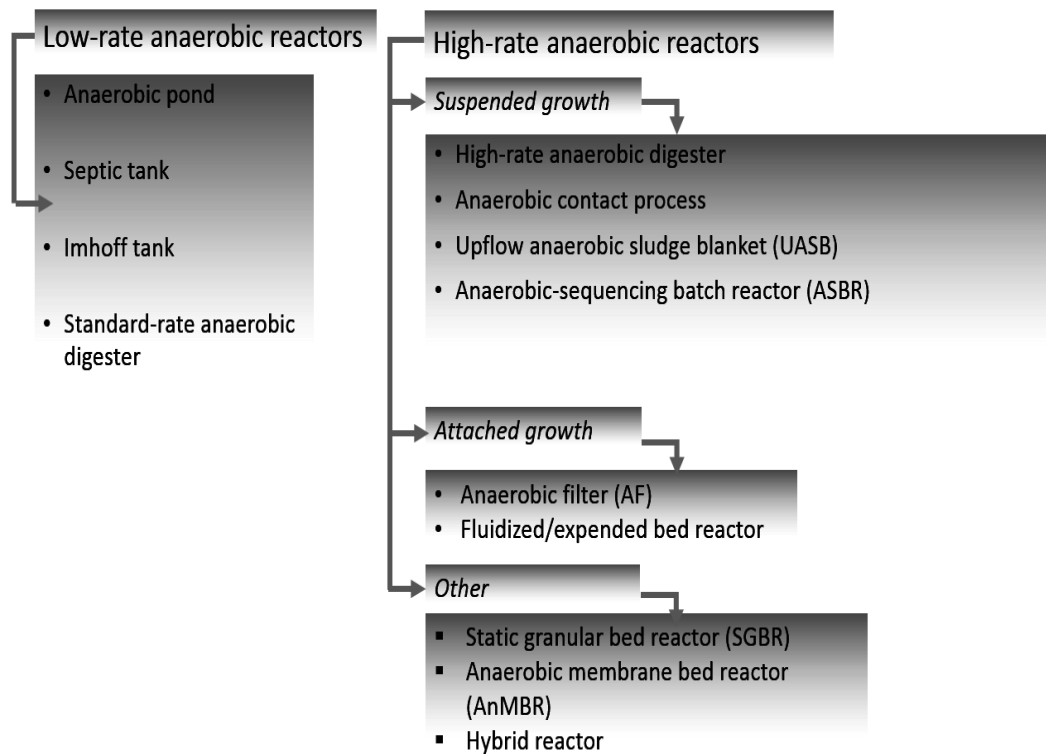 Low-rate anaerobic reactors
• Anaerobic pond
• Septic tank
• Imhoff tank
• Standard-rate anaerobic
digester
High-rate anaerobic reactors
Suspended growth
• High-rate anaerobic digester
• Anaerobic contact process
• Upflow anaerobic sludge blanket (UASB)
• Anaerobic-sequencing batch reactor (ASBR)
Attached growth
• Anaerobic filter (AF)
• Fluidized/expended bed reactor
Other
▪ Static granular bed reactor (SGBR)
▪ Anaerobic membrane bed reactor
(AnMBR)
▪ Hybrid reactor